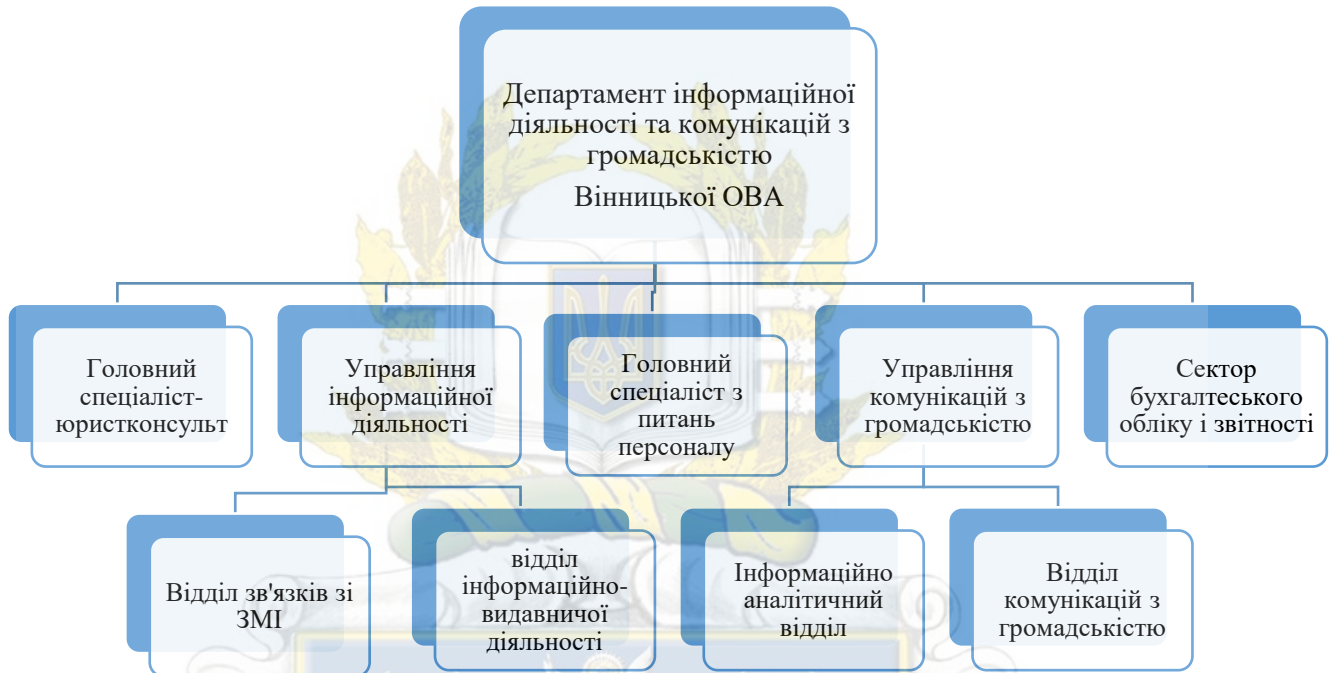 Департамент інформаційної
діяльності та комунікацій з
громадськістю
Вінницької ОВА
Головний
спеціаліст-
юристконсульт
Управління
інформаційної
діяльності
Головний
спеціаліст з
питань
персоналу
Управління
комунікацій з
громадськістю
Сектор
бухгалтеського
обліку і звітності
Відділ зв'язків зі
ЗМІ
відділ
інформаційно-
видавничої
діяльності
Інформаційно
аналітичний
відділ
Відділ
комунікацій з
громадськістю